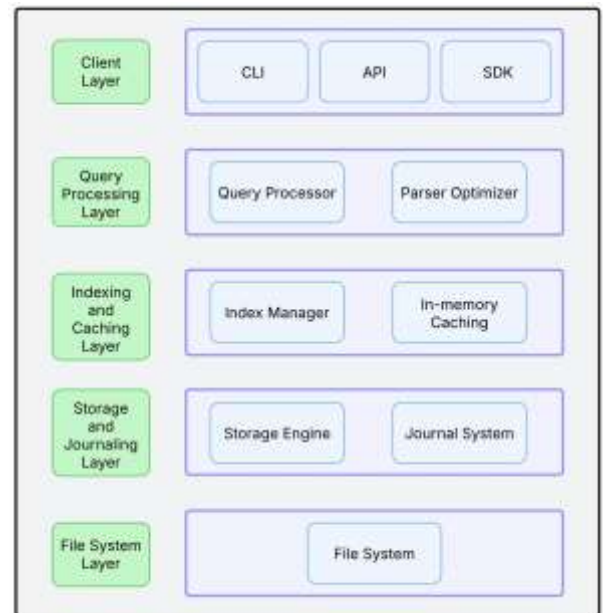 Client
Layer
CLI
API
SDK
Query
Processing
Layer
Query Processor
Parser Optimizer
Indexing
and
Caching
Layer
Index Manager
In-memory
Caching
Storage
and
Journaling
Layer
Storage Engine
Journal System
File System
Layer
File System